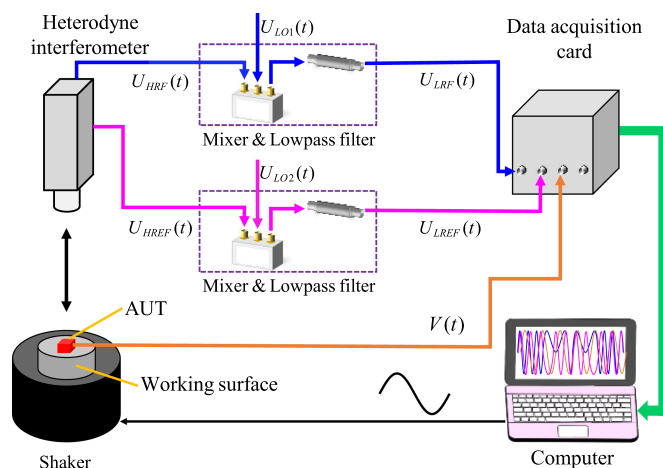 Heterodyne
interferometer
U_{LO1}(t)
Data acquisition
card
U_{HRF}(t)
U_{LRF}(t)
Mixer & Lowpass filter
U_{LO2}(t)
U_{HREF}(t)
U_{LREF}(t)
Mixer & Lowpass filter
AUT
V(t)
Working surface
Shaker
Computer